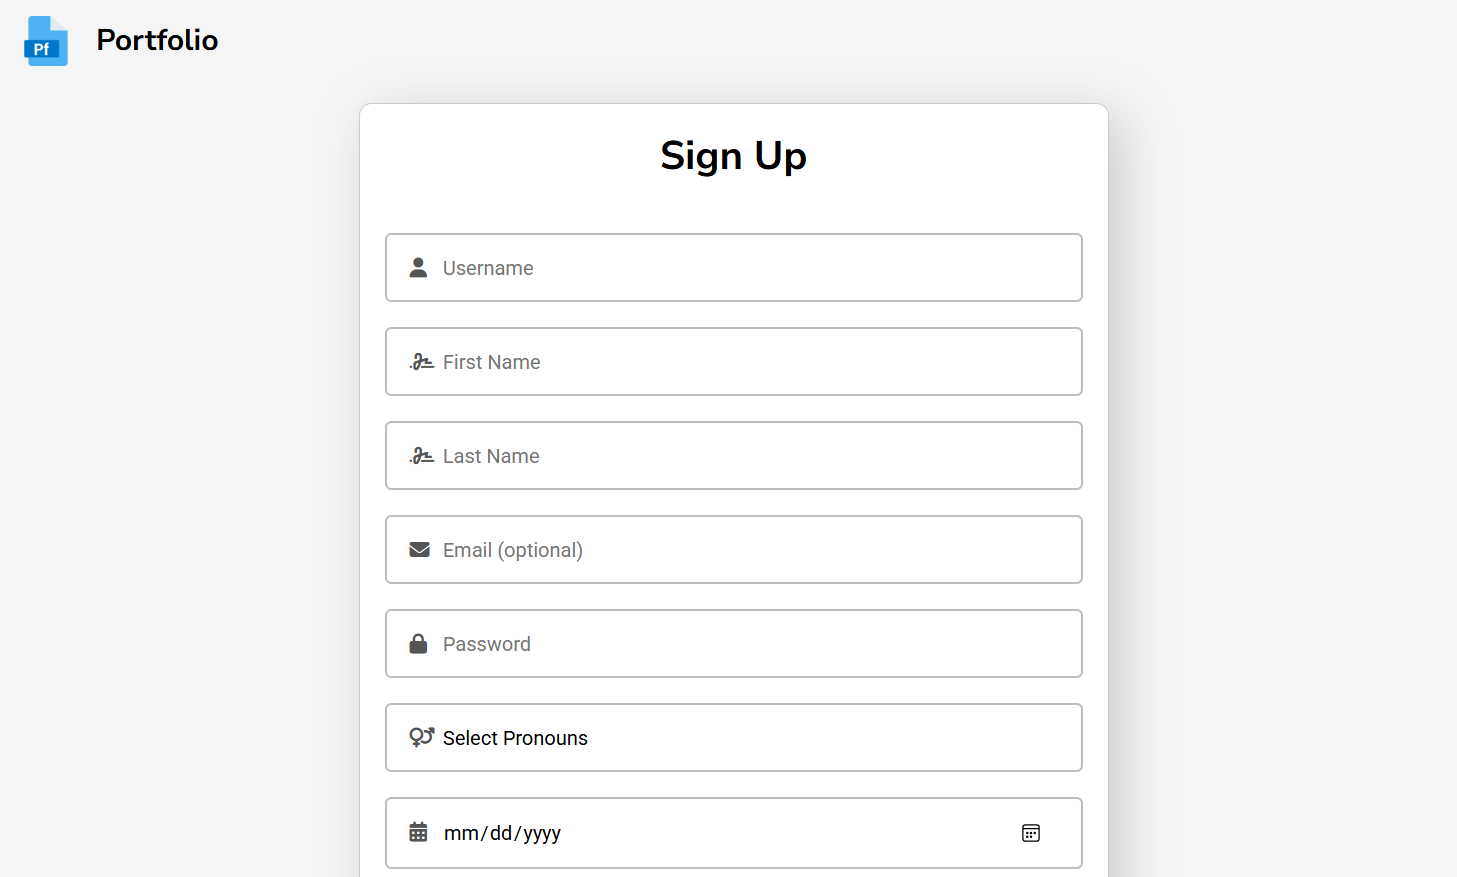 Pf
Portfolio
Sign Up
Username
First Name
Last Name
Email (optional)
Password
Select Pronouns
mm/dd/yyyy